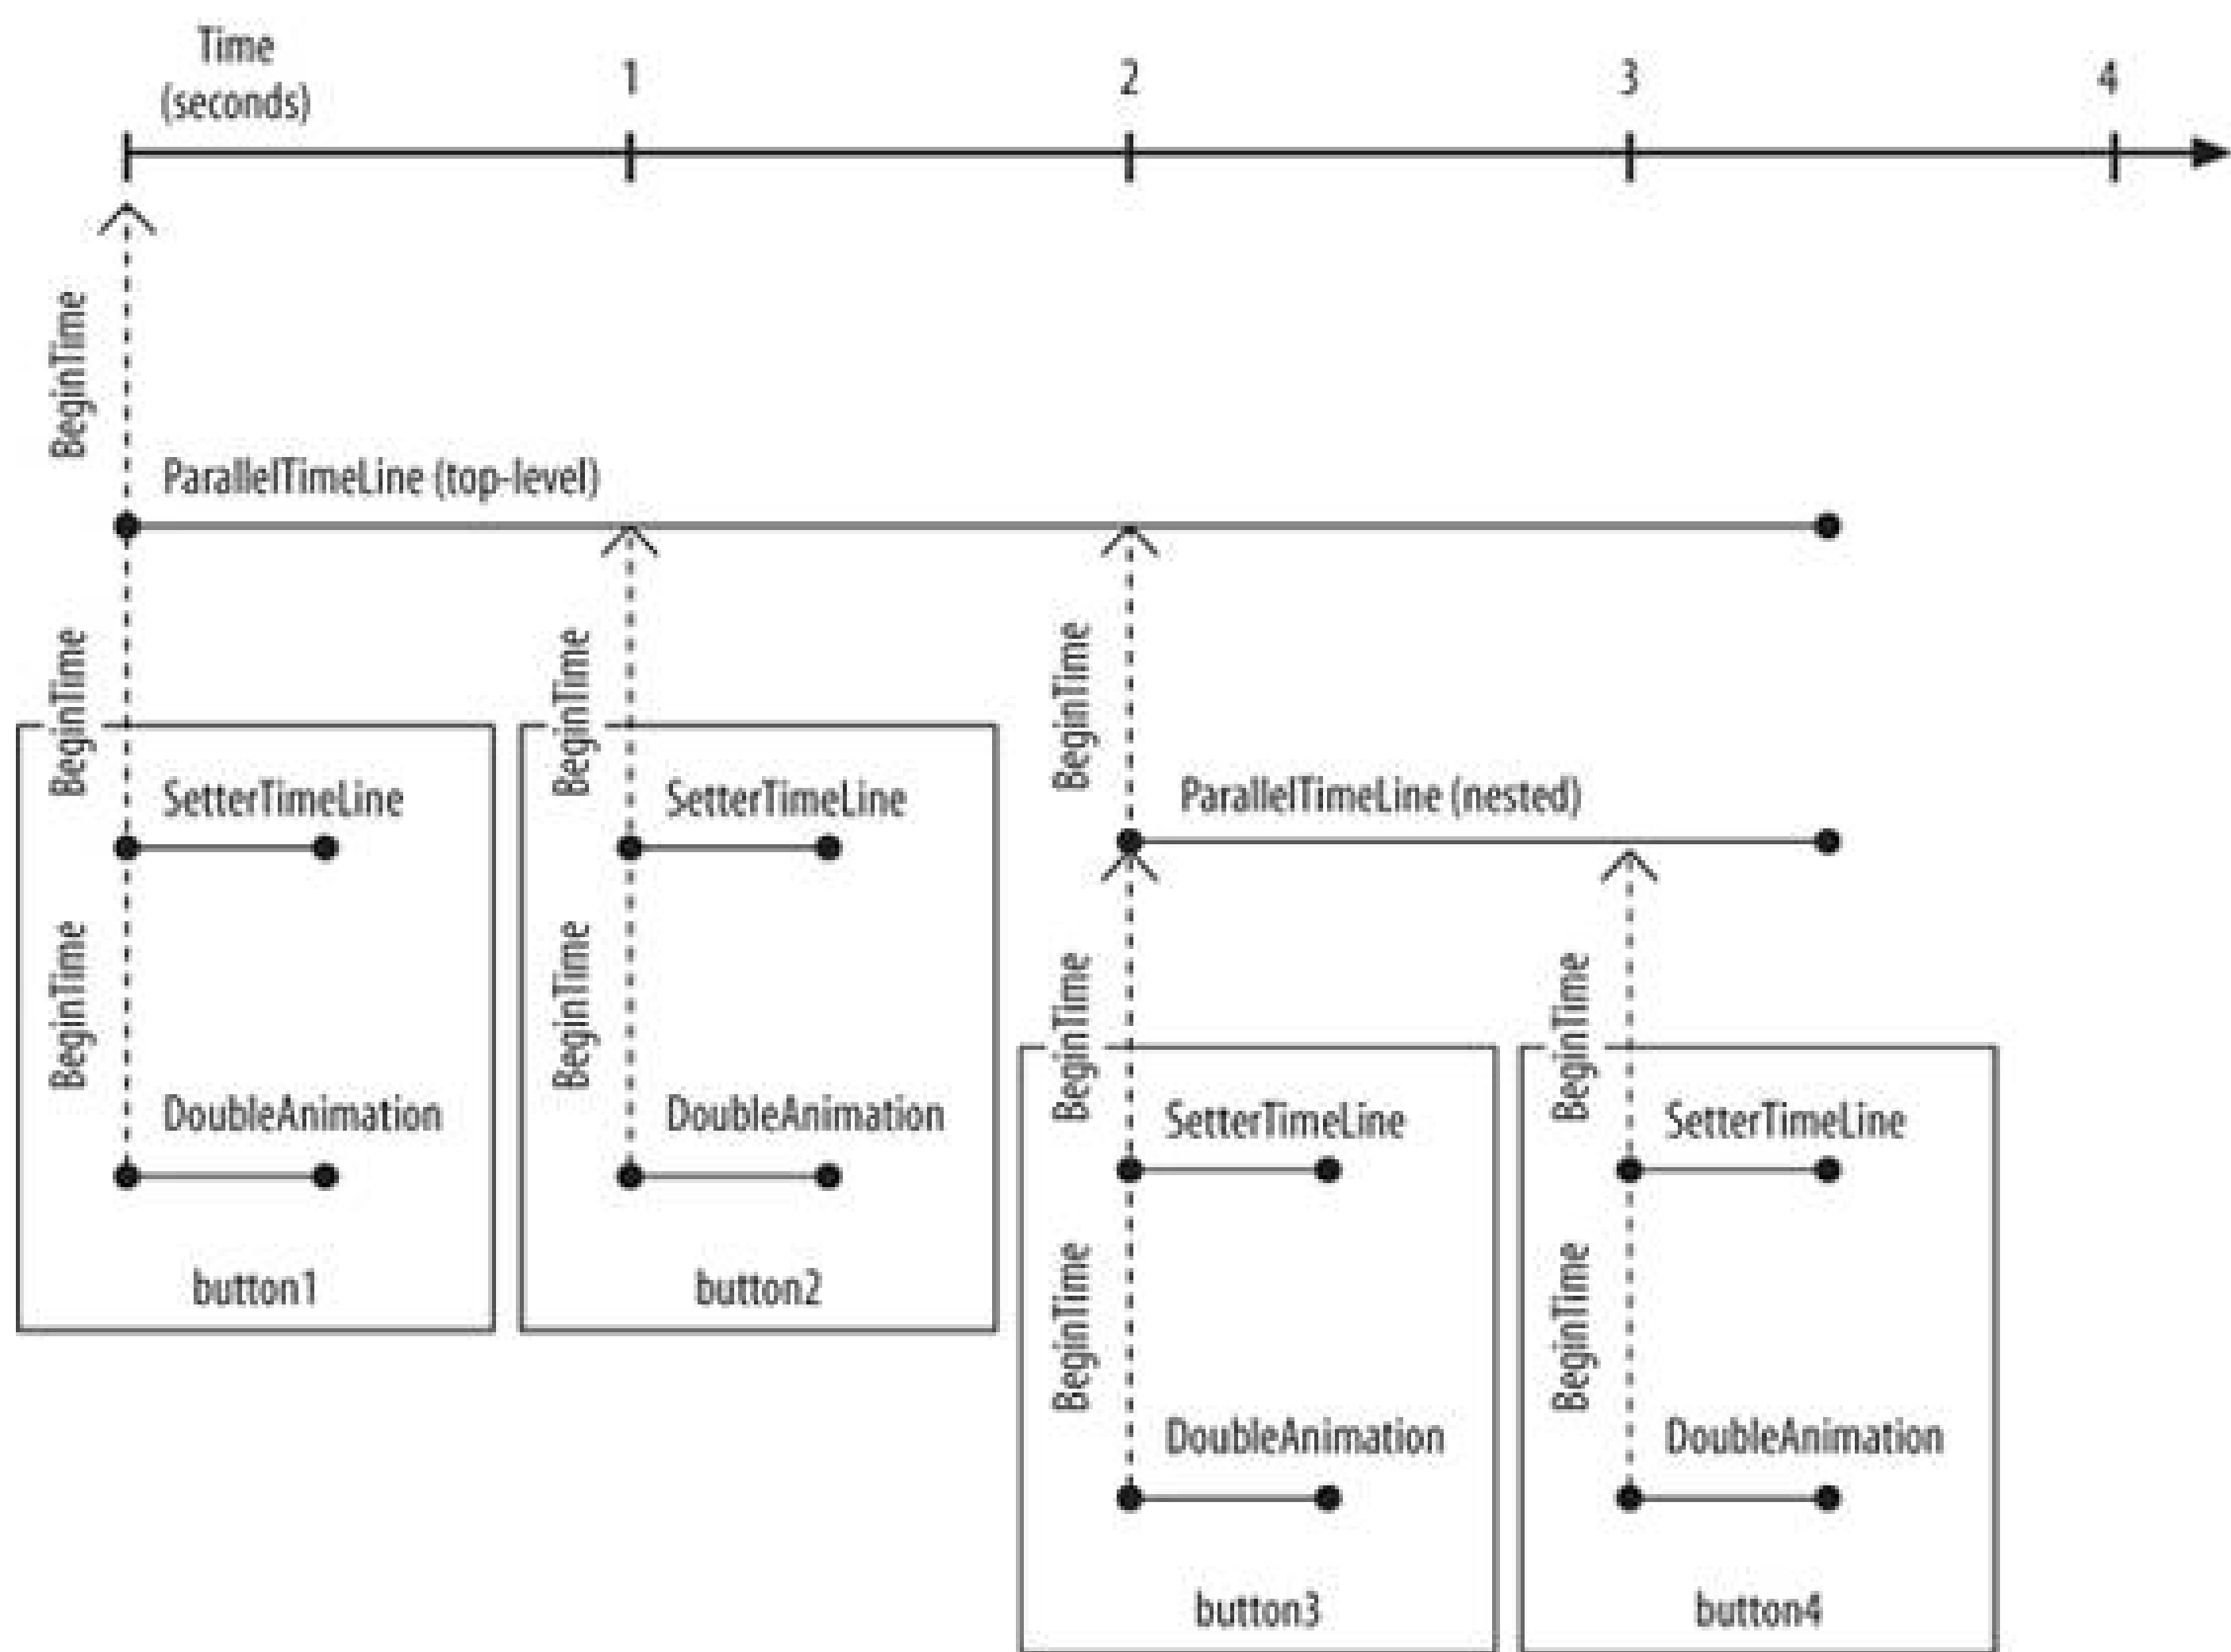 Time
(seconds)
1
2
3
4
BeginTime
ParallelTimeLine (top-level)
BeginTime
BeginTime
BeginTime
SetterTimeLine
SetterTimeLine
ParallelTimeLine (nested)
BeginTime
BeginTime
BeginTime
BeginTime
DoubleAnimation
DoubleAnimation
SetterTimeLine
SetterTimeLine
button1
button2
BeginTime
BeginTime
DoubleAnimation
DoubleAnimation
button3
button4